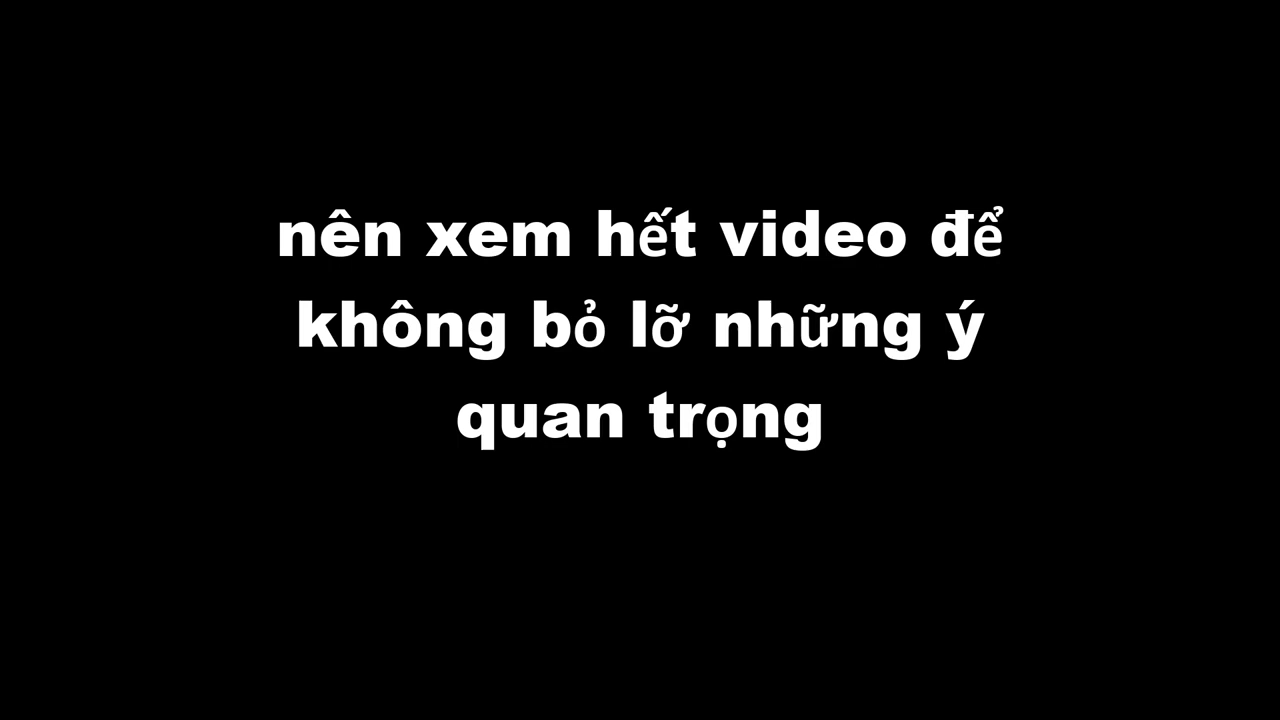 nên xem hết video để
không bỏ lỡ những ý
quan trọng